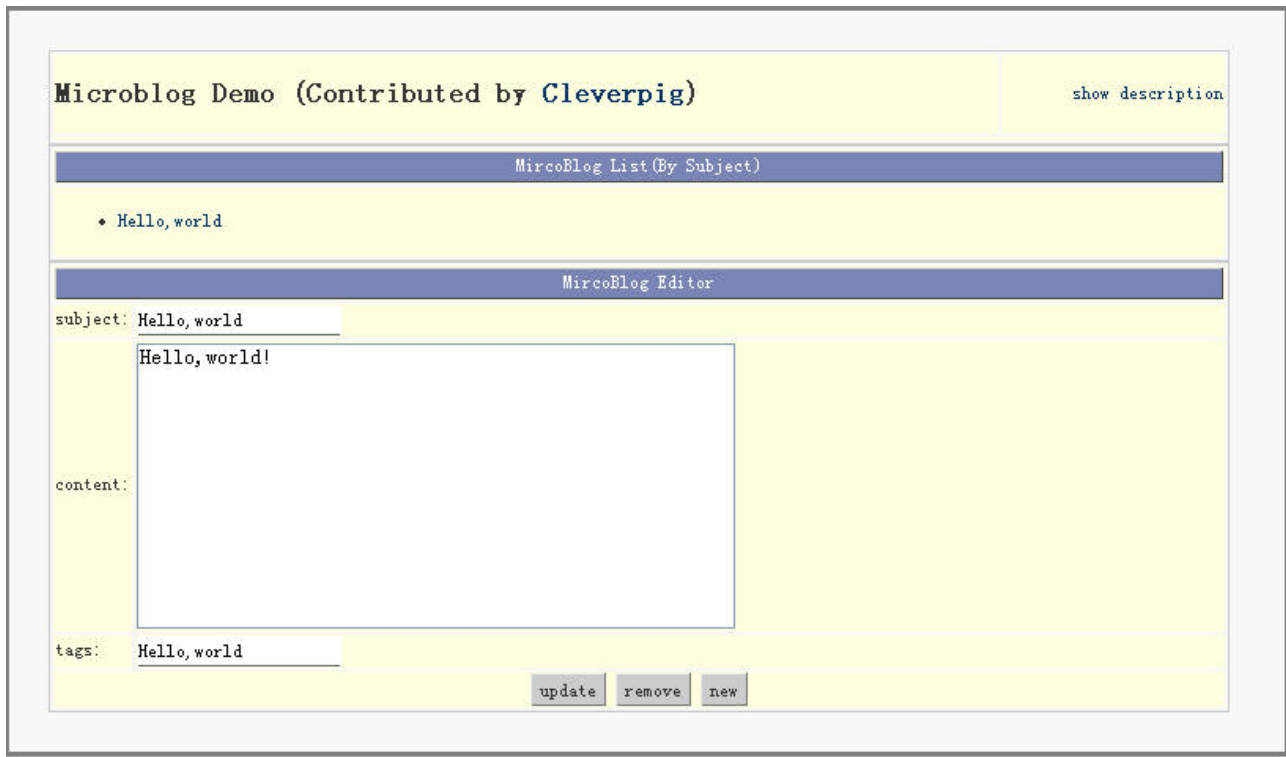 Microblog Demo (Contributed by Cleverpig)
show description
MircoBlog List(By Subject)
• Hello,world
MircoBlog Editor
subject: Hello,world
content: Hello,world!
tags: Hello,world
update remove new